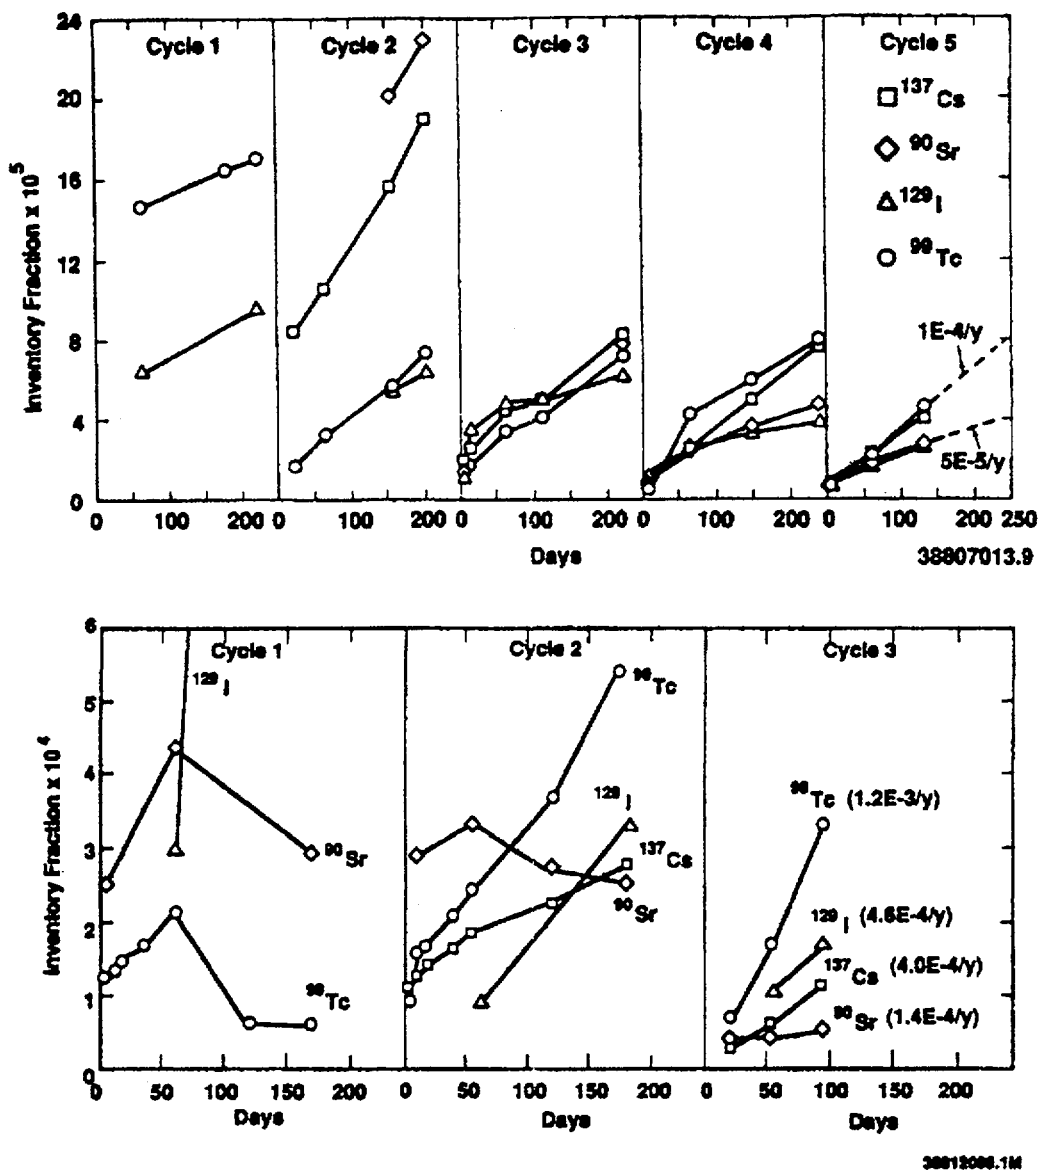 24
20
16
12
8
4
0
Inventory Fraction x 10⁵
Cycle 1
Cycle 2
Cycle 3
Cycle 4
Cycle 5
¹³⁷Cs
⁹⁰Sr
¹²⁹I
⁹⁹Tc
1E-4/y
5E-5/y
0 100 200 0 100 200 0 100 200 0 100 200 0 100 200 250
Days
38807013.9
6
5
4
3
2
1
0
Inventory Fraction x 10⁴
Cycle 1
¹²⁹I
⁹⁰Sr
⁹⁹Tc
Cycle 2
⁹⁹Tc
¹²⁹I
¹³⁷Cs
⁹⁰Sr
Cycle 3
⁹⁹Tc (1.2E-3/y)
¹²⁹I (4.6E-4/y)
¹³⁷Cs (4.0E-4/y)
⁹⁰Sr (1.4E-4/y)
0 50 100 150 200 0 50 100 150 200 0 50 100 150 200
Days Days Days